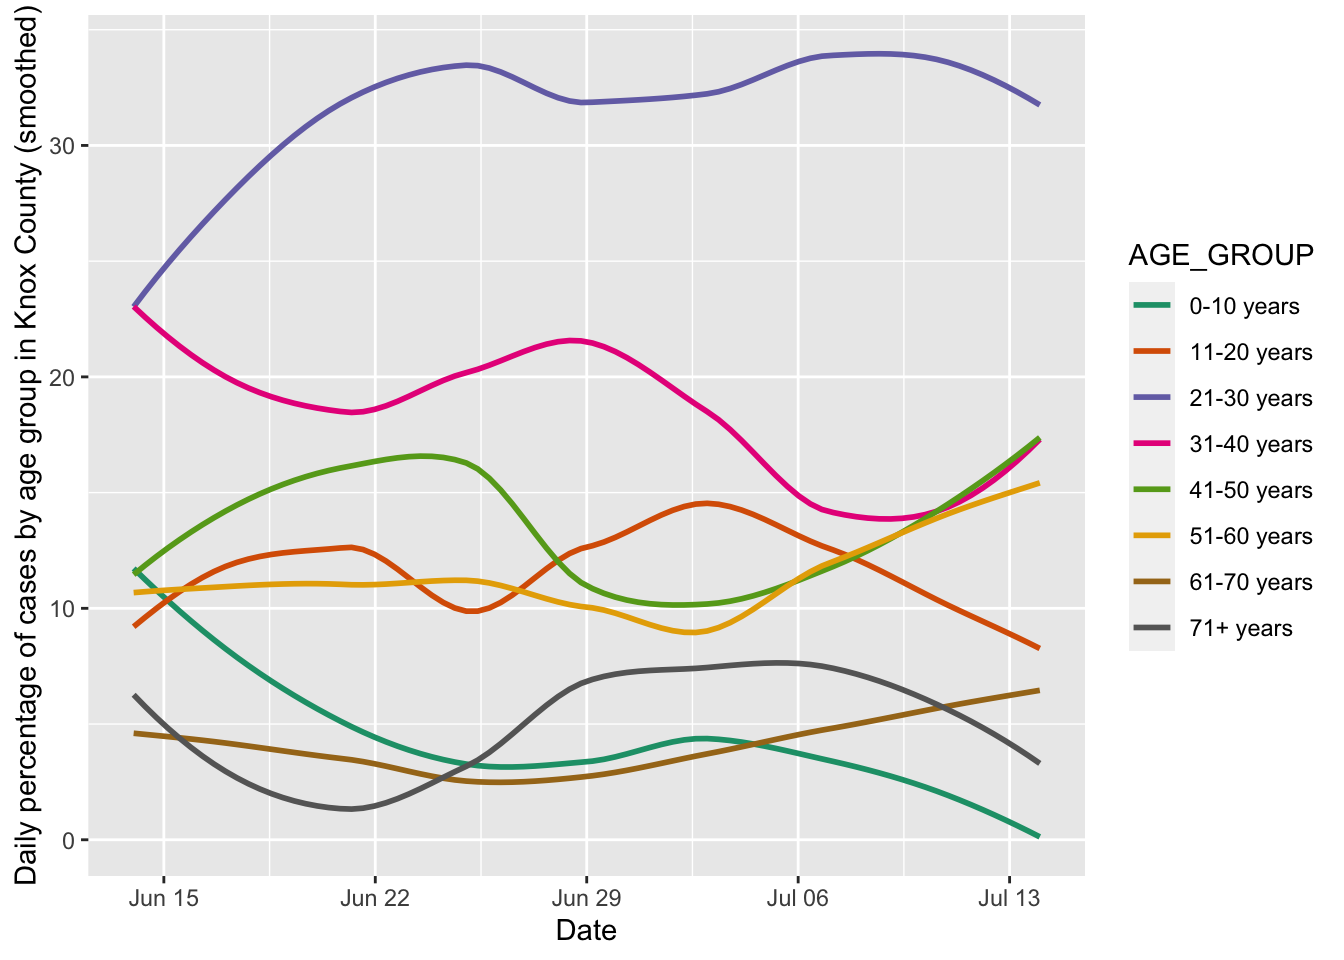 Daily percentage of cases by age group in Knox County (smoothed)
30
20
10
0
Jun 15
Jun 22
Jun 29
Jul 06
Jul 13
Date
AGE_GROUP
0-10 years
11-20 years
21-30 years
31-40 years
41-50 years
51-60 years
61-70 years
71+ years